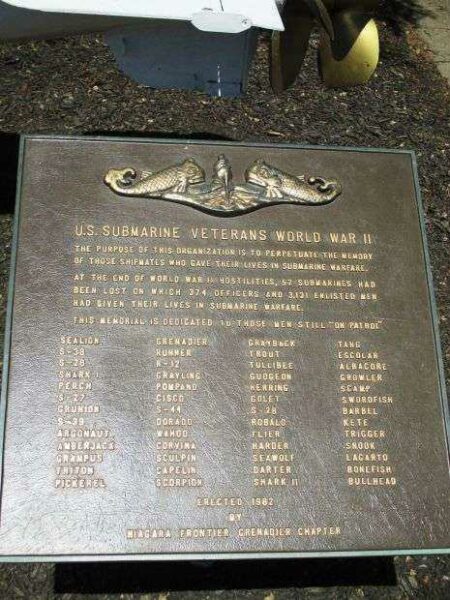 U.S. SUBMARINE VETERANS WORLD WAR II
THE PURPOSE OF THIS ORGANIZATION IS TO PERPETUATE THE MEMORY
OF THOSE SHIPMATES WHO GAVE THEIR LIVES IN SUBMARINE WARFARE.
AT THE END OF WORLD WAR II HOSTILITIES, 52 SUBMARINES HAD
BEEN LOST ON WHICH 374 OFFICERS AND 3,131 ENLISTED MEN
HAD GIVEN THEIR LIVES IN SUBMARINE WARFARE.
THIS MEMORIAL IS DEDICATED TO THOSE MEN STILL "ON PATROL"
SEALION GRENADIER GRAYBACK TANG
S-36 RUNNER TROUT ESCOLAR
S-26 R-12 TULLIBEE ALBACORE
SHARK I GRAYLING GUDGEON GROWLER
PERCH POMPANO HERRING SCAMP
S-27 CISCO GOLET SWORDFISH
GRUNION S-44 S-28 BARBEL
S-39 DORADO ROBALO KETE
ARGONAUT WAHOO FLIER TRIGGER
AMBERJACK CORVINA HARDER SNOOK
GRAMPUS SCULPIN SEAWOLF LAGARTO
TRITON CAPELIN DARTER BONEFISH
PICKEREL SCORPION SHARK II BULLHEAD
ERECTED 1982
BY
NIAGARA FRONTIER GRENADIER CHAPTER